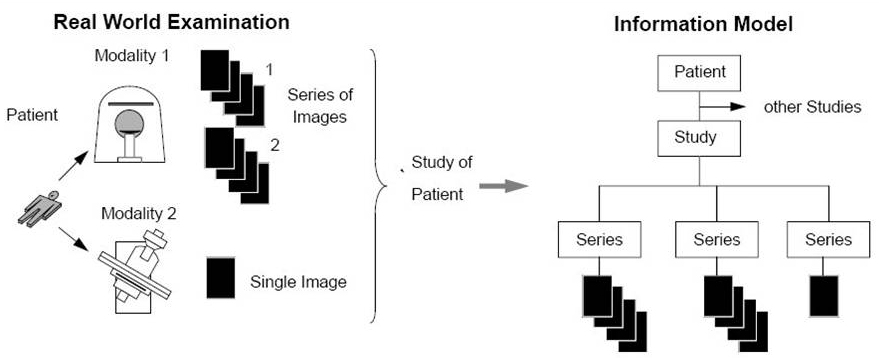 Real World Examination
Modality 1
1
Series of
Images
Patient
2
Modality 2
Single Image
Study of
Patient
Information Model
Patient
other Studies
Study
Series
Series
Series